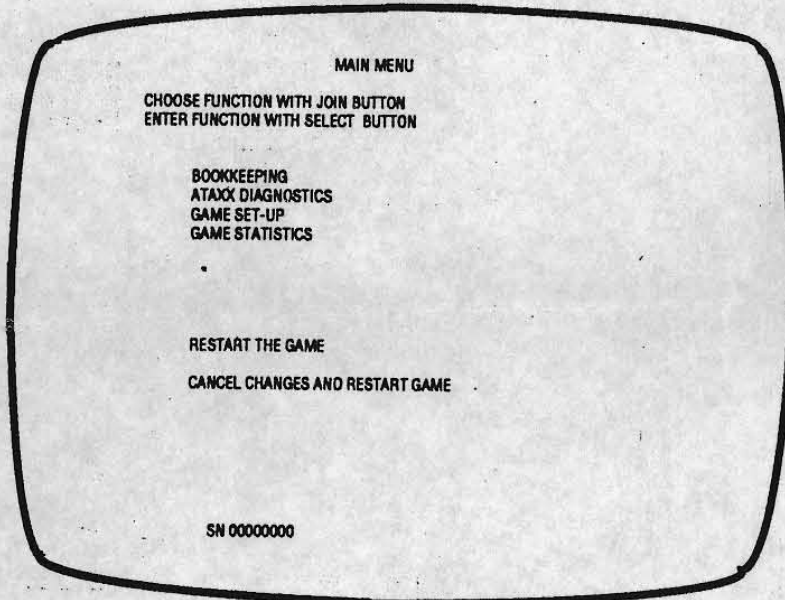 MAIN MENU
CHOOSE FUNCTION WITH JOIN BUTTON
ENTER FUNCTION WITH SELECT BUTTON
BOOKKEEPING
ATAXX DIAGNOSTICS
GAME SET-UP
GAME STATISTICS
RESTART THE GAME
CANCEL CHANGES AND RESTART GAME
SN 00000000